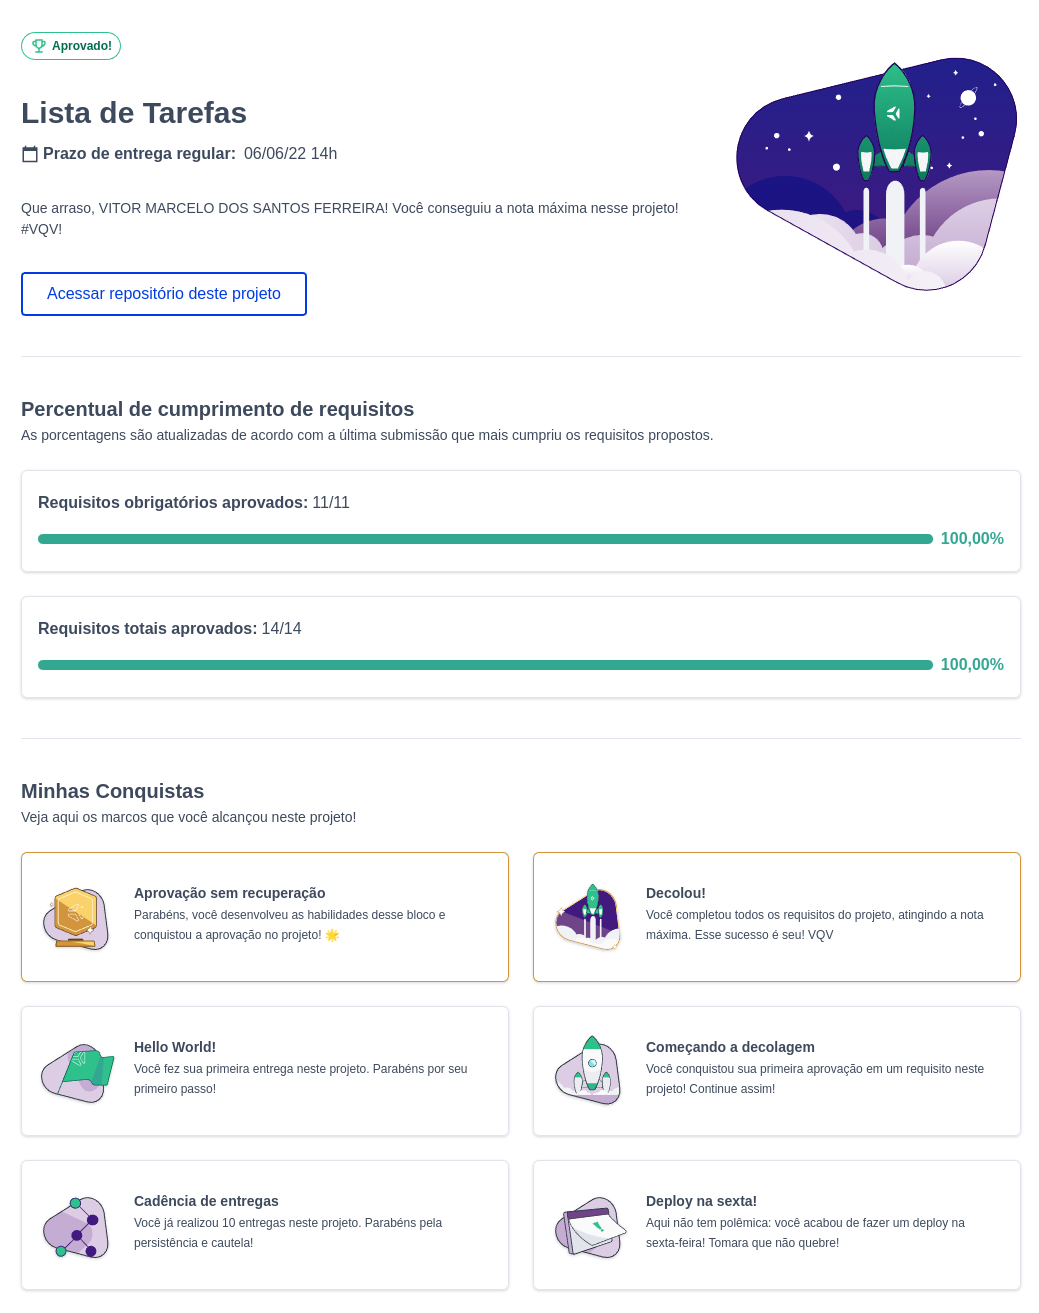 Aprovado!
Lista de Tarefas
Prazo de entrega regular: 06/06/22 14h
Que arraso, VITOR MARCELO DOS SANTOS FERREIRA! Você conseguiu a nota máxima nesse projeto!
#VQV!
Acessar repositório deste projeto
Percentual de cumprimento de requisitos
As porcentagens são atualizadas de acordo com a última submissão que mais cumpriu os requisitos propostos.
Requisitos obrigatórios aprovados: 11/11
100,00%
Requisitos totais aprovados: 14/14
100,00%
Minhas Conquistas
Veja aqui os marcos que você alcançou neste projeto!
Aprovação sem recuperação
Parabéns, você desenvolveu as habilidades desse bloco e
conquistou a aprovação no projeto! 🌟
Decolou!
Você completou todos os requisitos do projeto, atingindo a nota
máxima. Esse sucesso é seu! VQV
Hello World!
Você fez sua primeira entrega neste projeto. Parabéns por seu
primeiro passo!
Começando a decolagem
Você conquistou sua primeira aprovação em um requisito neste
projeto! Continue assim!
Cadência de entregas
Você já realizou 10 entregas neste projeto. Parabéns pela
persistência e cautela!
Deploy na sexta!
Aqui não tem polêmica: você acabou de fazer um deploy na
sexta-feira! Tomara que não quebre!